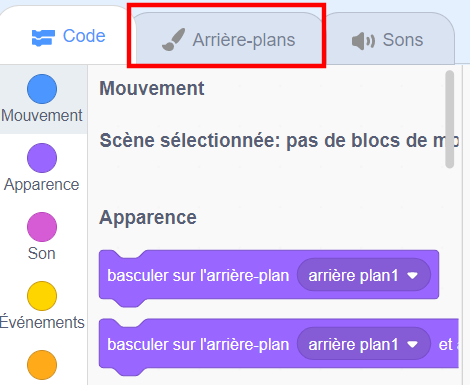 Code
Arrière-plans
Sons
Mouvement
Apparence
Son
Événements
Mouvement
Scène sélectionnée: pas de blocs de
Apparence
basculer sur l'arrière-plan arrière plan1
basculer sur l'arrière-plan arrière plan1 et